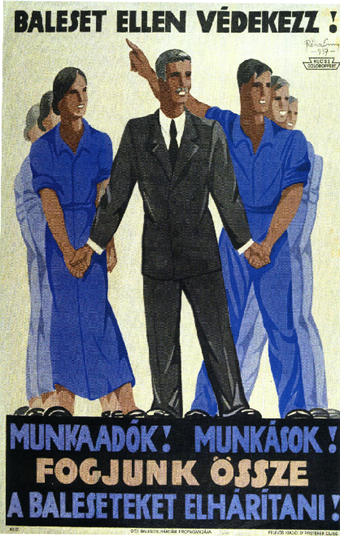 BALESET ELLEN VÉDEKEZZ!
MUNKAADÓK! MUNKÁSOK!
FOGJUNK ÖSSZE
A BALESETEKET ELHÁRÍTANI!